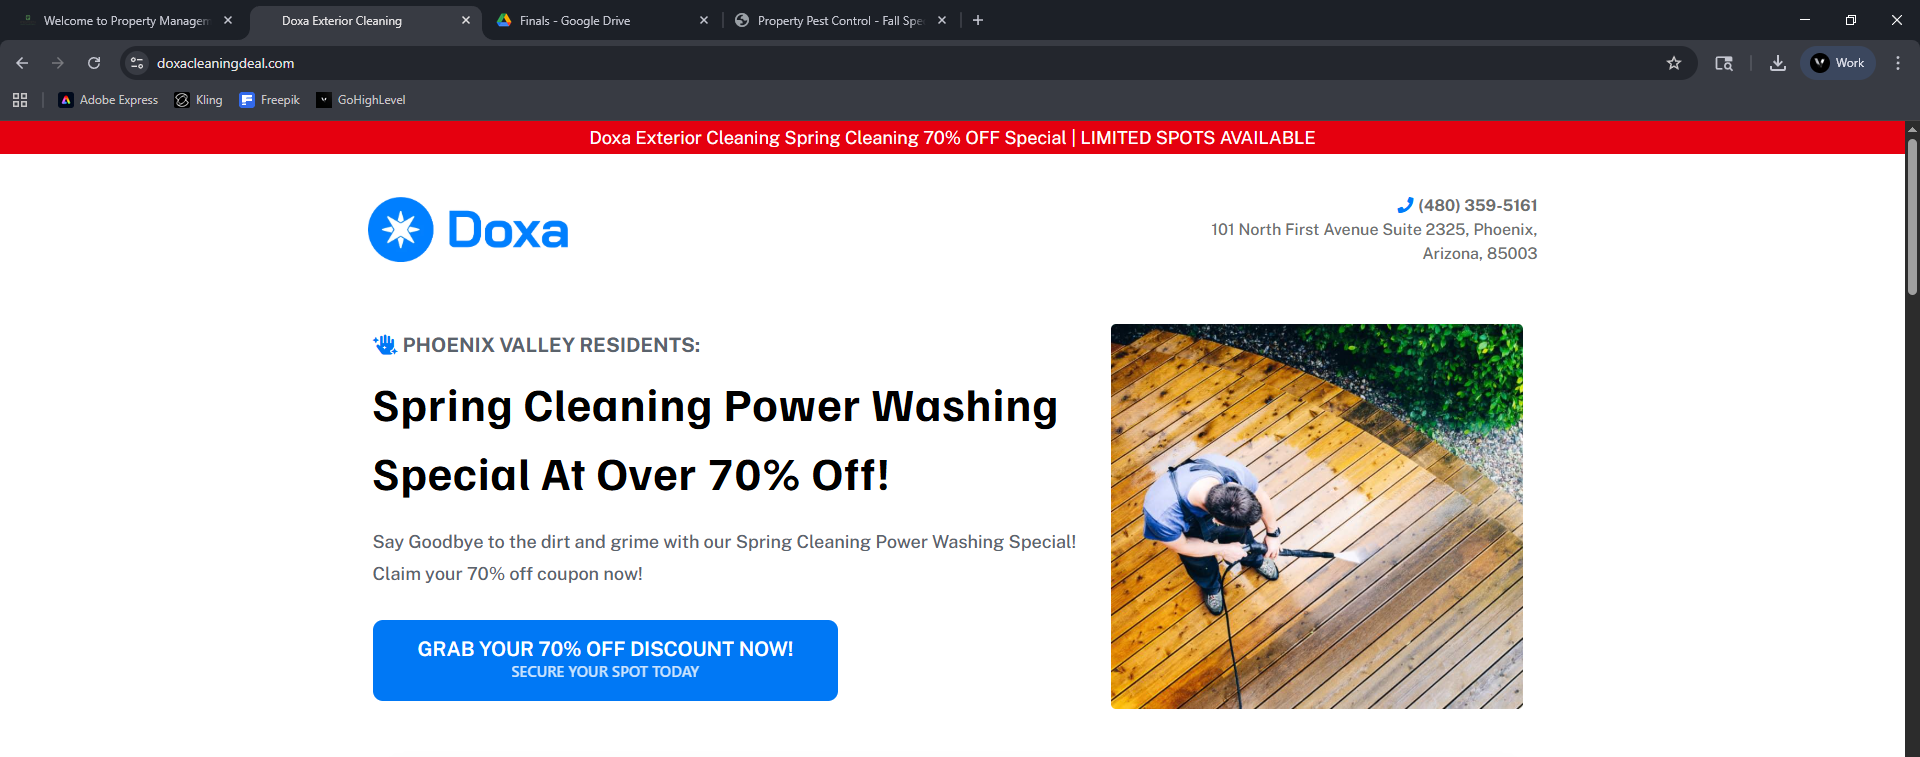 Welcome to Property Managem
Doxa Exterior Cleaning
Finals - Google Drive
Property Pest Control - Fall Spe
doxacleaningdeal.com
Work
Adobe Express
Kling
Freepik
GoHighLevel
Doxa Exterior Cleaning Spring Cleaning 70% OFF Special | LIMITED SPOTS AVAILABLE
Doxa
(480) 359-5161
101 North First Avenue Suite 2325, Phoenix,
Arizona, 85003
PHOENIX VALLEY RESIDENTS:
Spring Cleaning Power Washing
Special At Over 70% Off!
Say Goodbye to the dirt and grime with our Spring Cleaning Power Washing Special!
Claim your 70% off coupon now!
GRAB YOUR 70% OFF DISCOUNT NOW!
SECURE YOUR SPOT TODAY